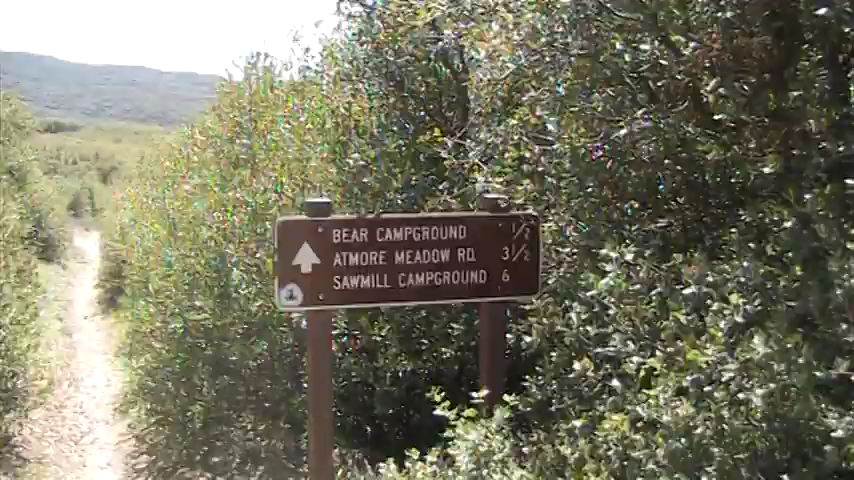 BEAR CAMPGROUND 1/2
ATMORE MEADOW RD. 3 1/2
SAWMILL CAMPGROUND 6